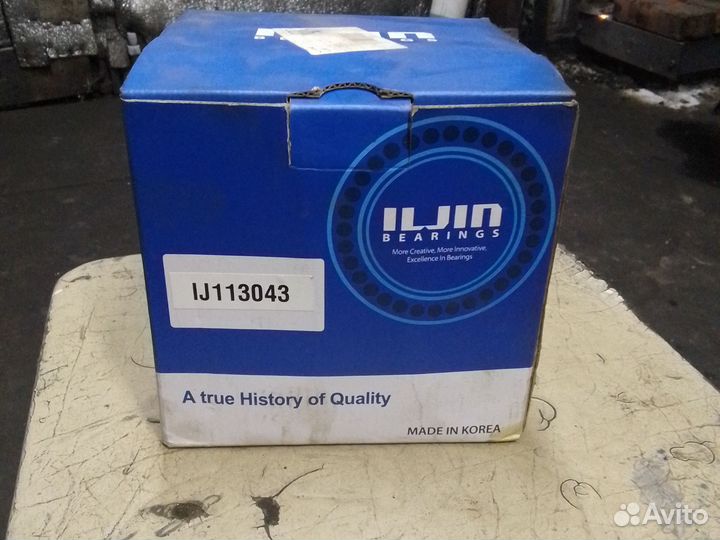 ILJIN
BEARINGS
More Creative, More Innovative,
Excellence In Bearings
IJ113043
A true History of Quality
MADE IN KOREA
Avito